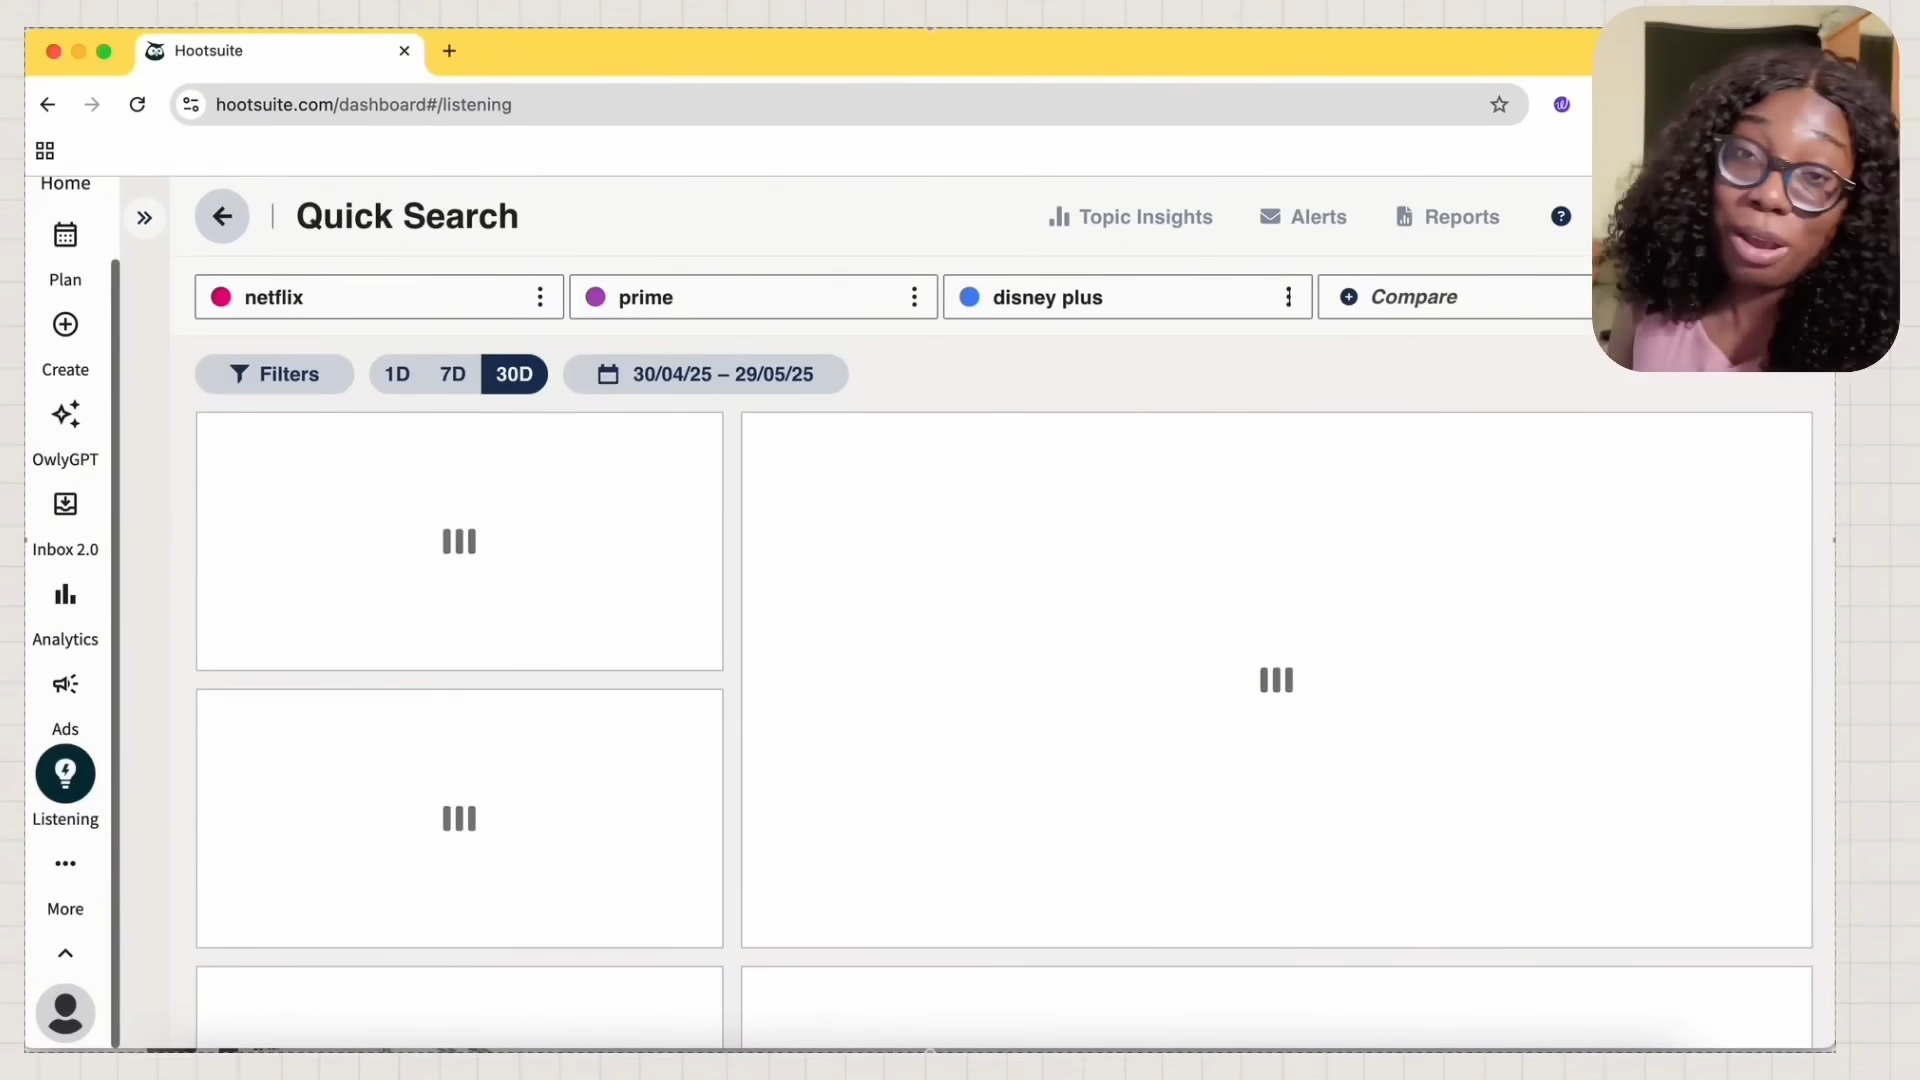 Hootsuite
hootsuite.com/dashboard#/listening
Home
Quick Search
Topic Insights
Alerts
Reports
Plan
netflix
prime
disney plus
Compare
Create
Filters
1D
7D
30D
30/04/25 – 29/05/25
OwlyGPT
Inbox 2.0
Analytics
Ads
Listening
More